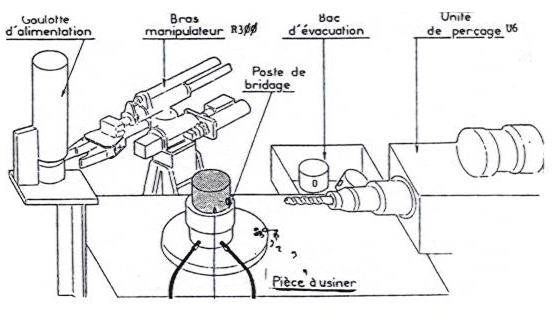 Goulotte
d'alimentation
Bras
manipulateur R300
Bac
d'évacuation
Unité
de perçage U6
Poste de
bridage
Pièce à usiner